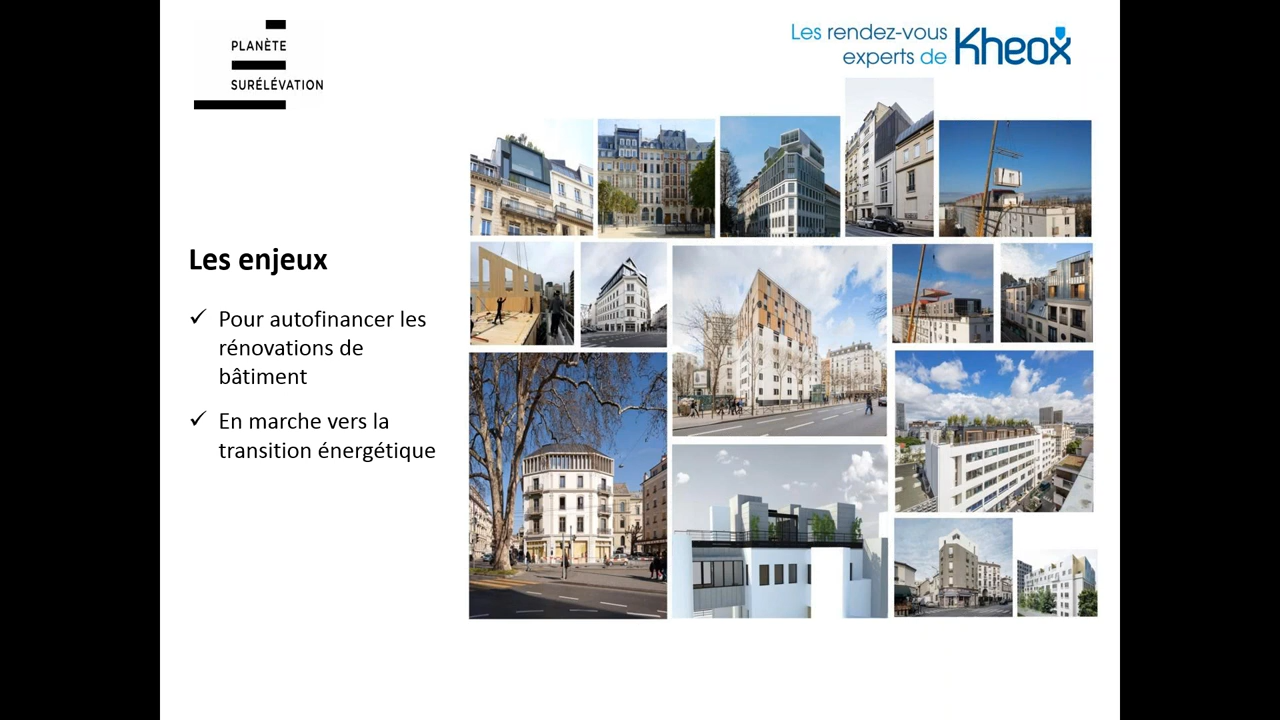 PLANÈTE
SURÉLÉVATION
Les rendez-vous
experts de Kheox
Les enjeux
✓ Pour autofinancer les
rénovations de
bâtiment
✓ En marche vers la
transition énergétique